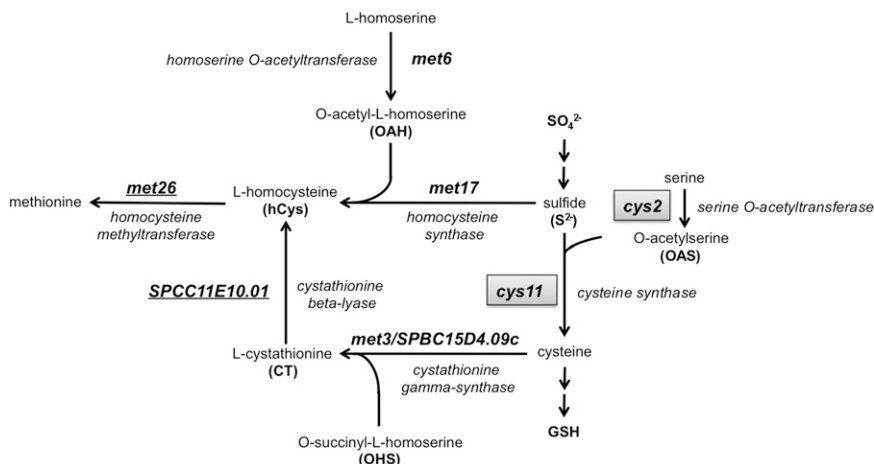 L-homoserine
homoserine O-acetyltransferase met6
O-acetyl-L-homoserine
(OAH)
SO₄²⁻
serine
methionine
met26
homocysteine
methyltransferase
L-homocysteine
(hCys)
met17
homocysteine
synthase
sulfide
(S²⁻)
cys2
serine O-acetyltransferase
O-acetylserine
(OAS)
SPCC11E10.01
cystathionine
beta-lyase
cys11
cysteine synthase
L-cystathionine
(CT)
met3/SPBC15D4.09c
cystathionine
gamma-synthase
cysteine
GSH
O-succinyl-L-homoserine
(OHS)